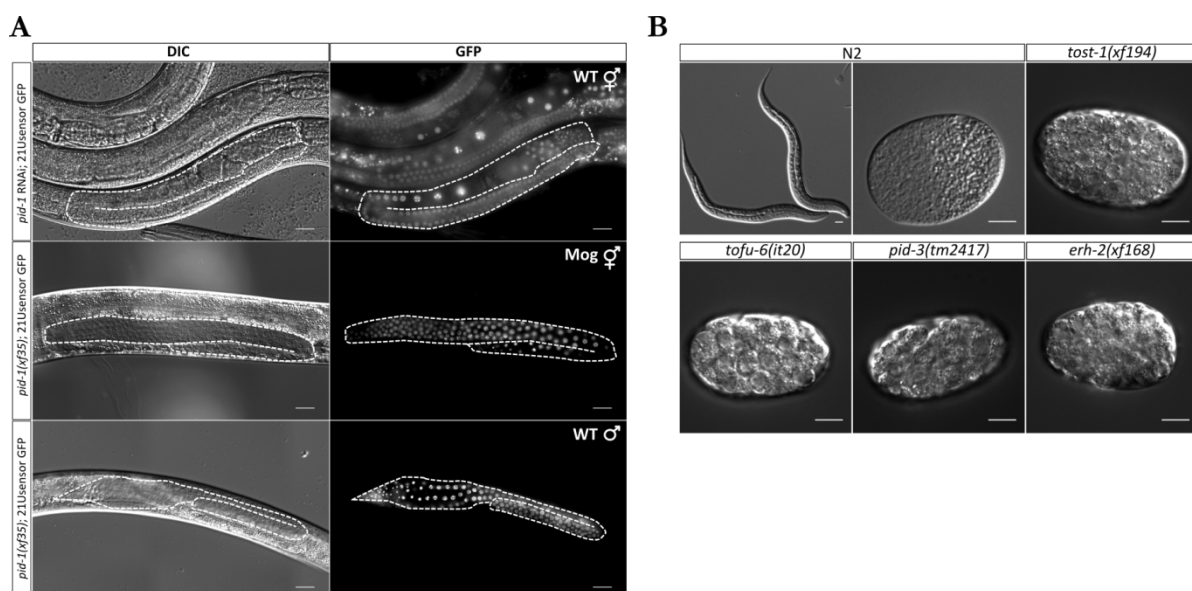 A
DIC GFP
pid-1 RNAi; 21Usensor GFP
WT ⚥
pid-1(xf35); 21Usensor GFP
Mog ⚥
pid-1(xf35); 21Usensor GFP
WT ♂
B
N2 tost-1(xf194)
tofu-6(it20) pid-3(tm2417) erh-2(xf168)